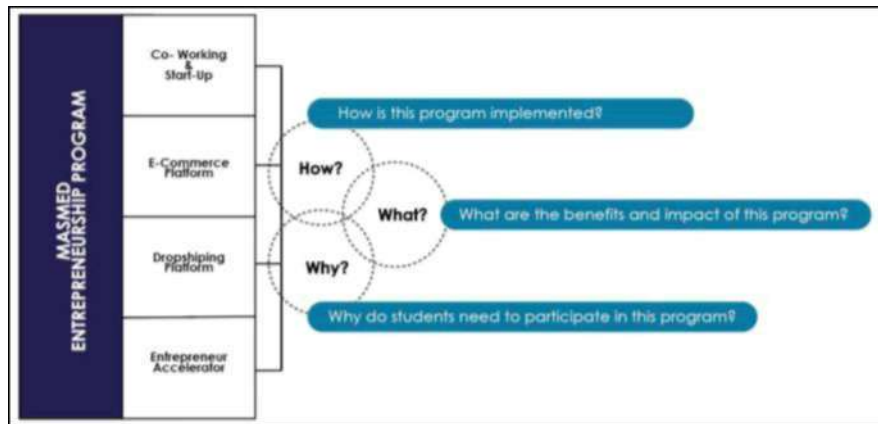 MASMED
ENTREPRENEURSHIP PROGRAM
Co- Working
&
Start-Up
E-Commerce
Platform
Dropshiping
Platform
Entrepreneur
Accelerator
How?
What?
Why?
How is this program implemented?
What are the benefits and impact of this program?
Why do students need to participate in this program?